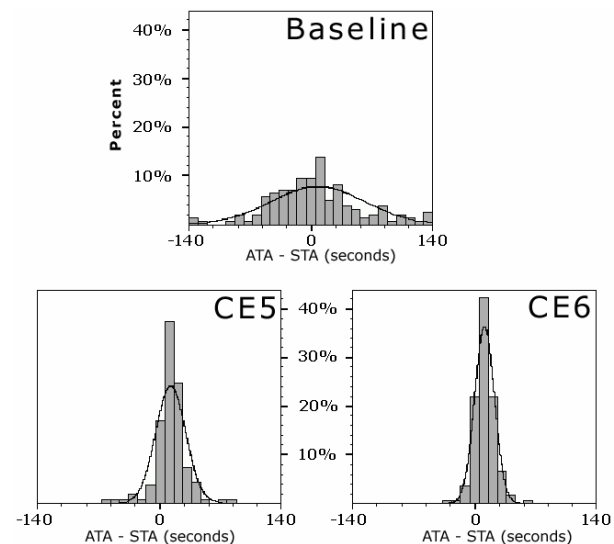 Baseline
40%
30%
20%
10%
Percent
-140 0 140
ATA - STA (seconds)
CE5 CE6
40%
30%
20%
10%
-140 0 140 -140 0 140
ATA - STA (seconds) ATA - STA (seconds)